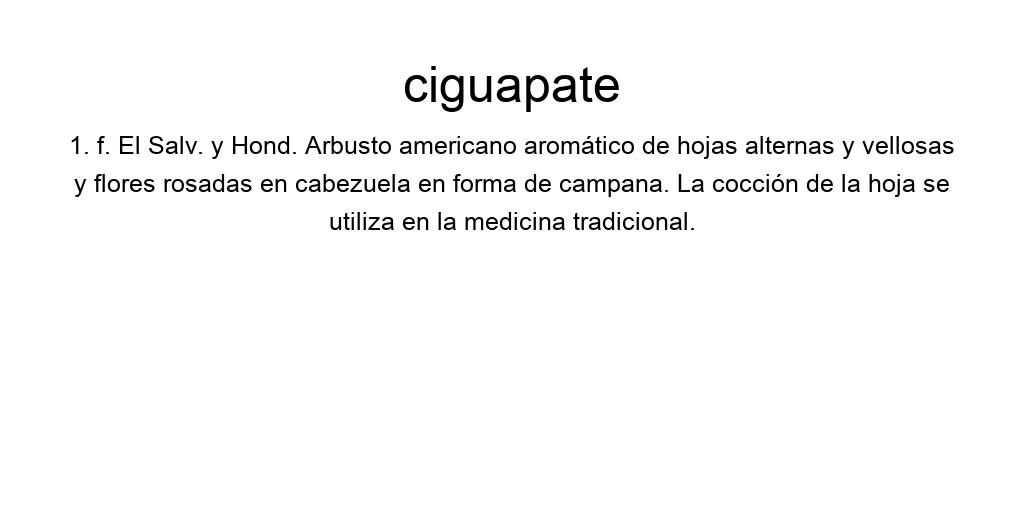 ciguapate
1. f. El Salv. y Hond. Arbusto americano aromático de hojas alternas y vellosas
y flores rosadas en cabezuela en forma de campana. La cocción de la hoja se
utiliza en la medicina tradicional.